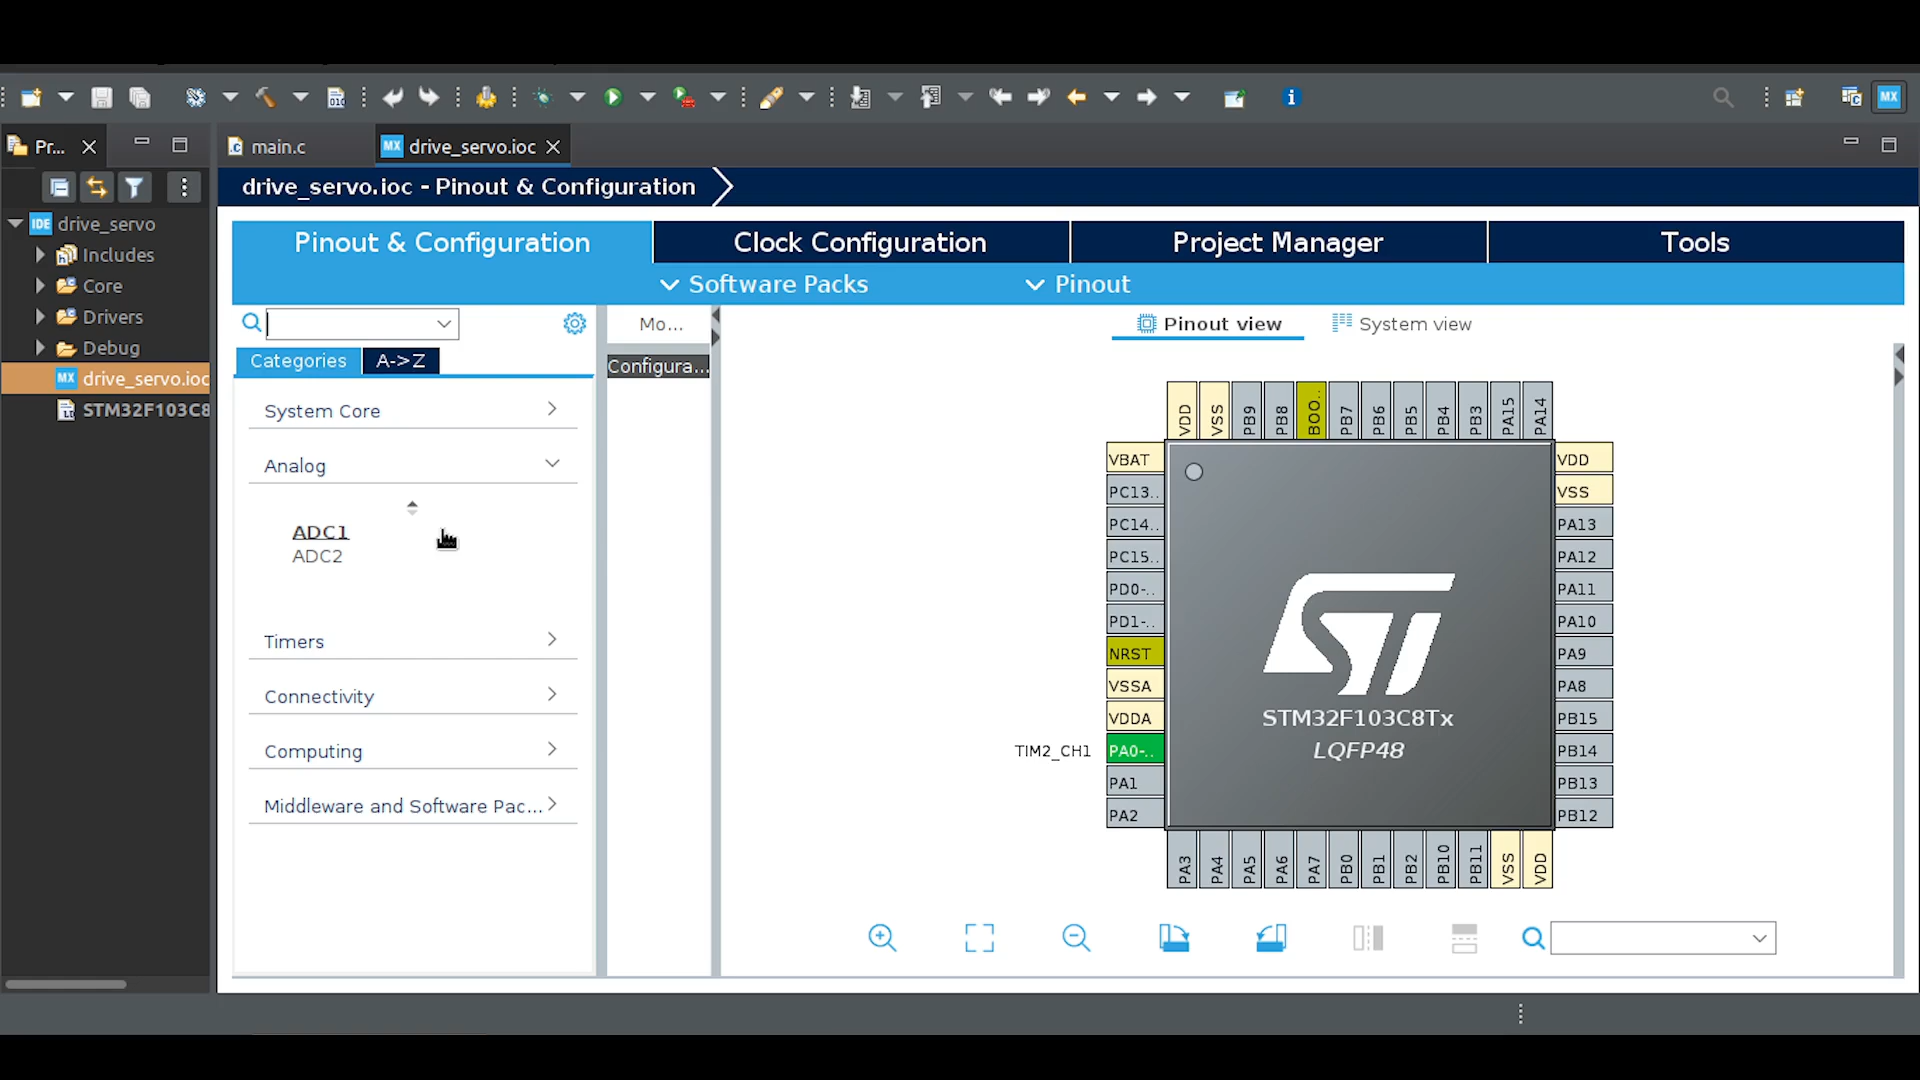 Pr...
main.c
MX drive_servo.ioc
MX
drive_servo.ioc - Pinout & Configuration
IDE drive_servo
Includes
Core
Drivers
Debug
MX drive_servo.ioc
STM32F103C8
Pinout & Configuration
Clock Configuration
Project Manager
Tools
Software Packs
Pinout
Mo...
Pinout view
System view
Categories
A->Z
Configura...
System Core
Analog
ADC1
ADC2
Timers
Connectivity
Computing
Middleware and Software Pac...
VDD
VSS
PB9
PB8
BOO..
PB7
PB6
PB5
PB4
PB3
PA15
PA14
VBAT
PC13..
PC14..
PC15..
PD0-..
PD1-..
NRST
VSSA
VDDA
TIM2_CH1
PA0-..
PA1
PA2
VDD
VSS
PA13
PA12
PA11
PA10
PA9
PA8
PB15
PB14
PB13
PB12
ST
STM32F103C8Tx
LQFP48
PA3
PA4
PA5
PA6
PA7
PB0
PB1
PB2
PB10
PB11
VSS
VDD